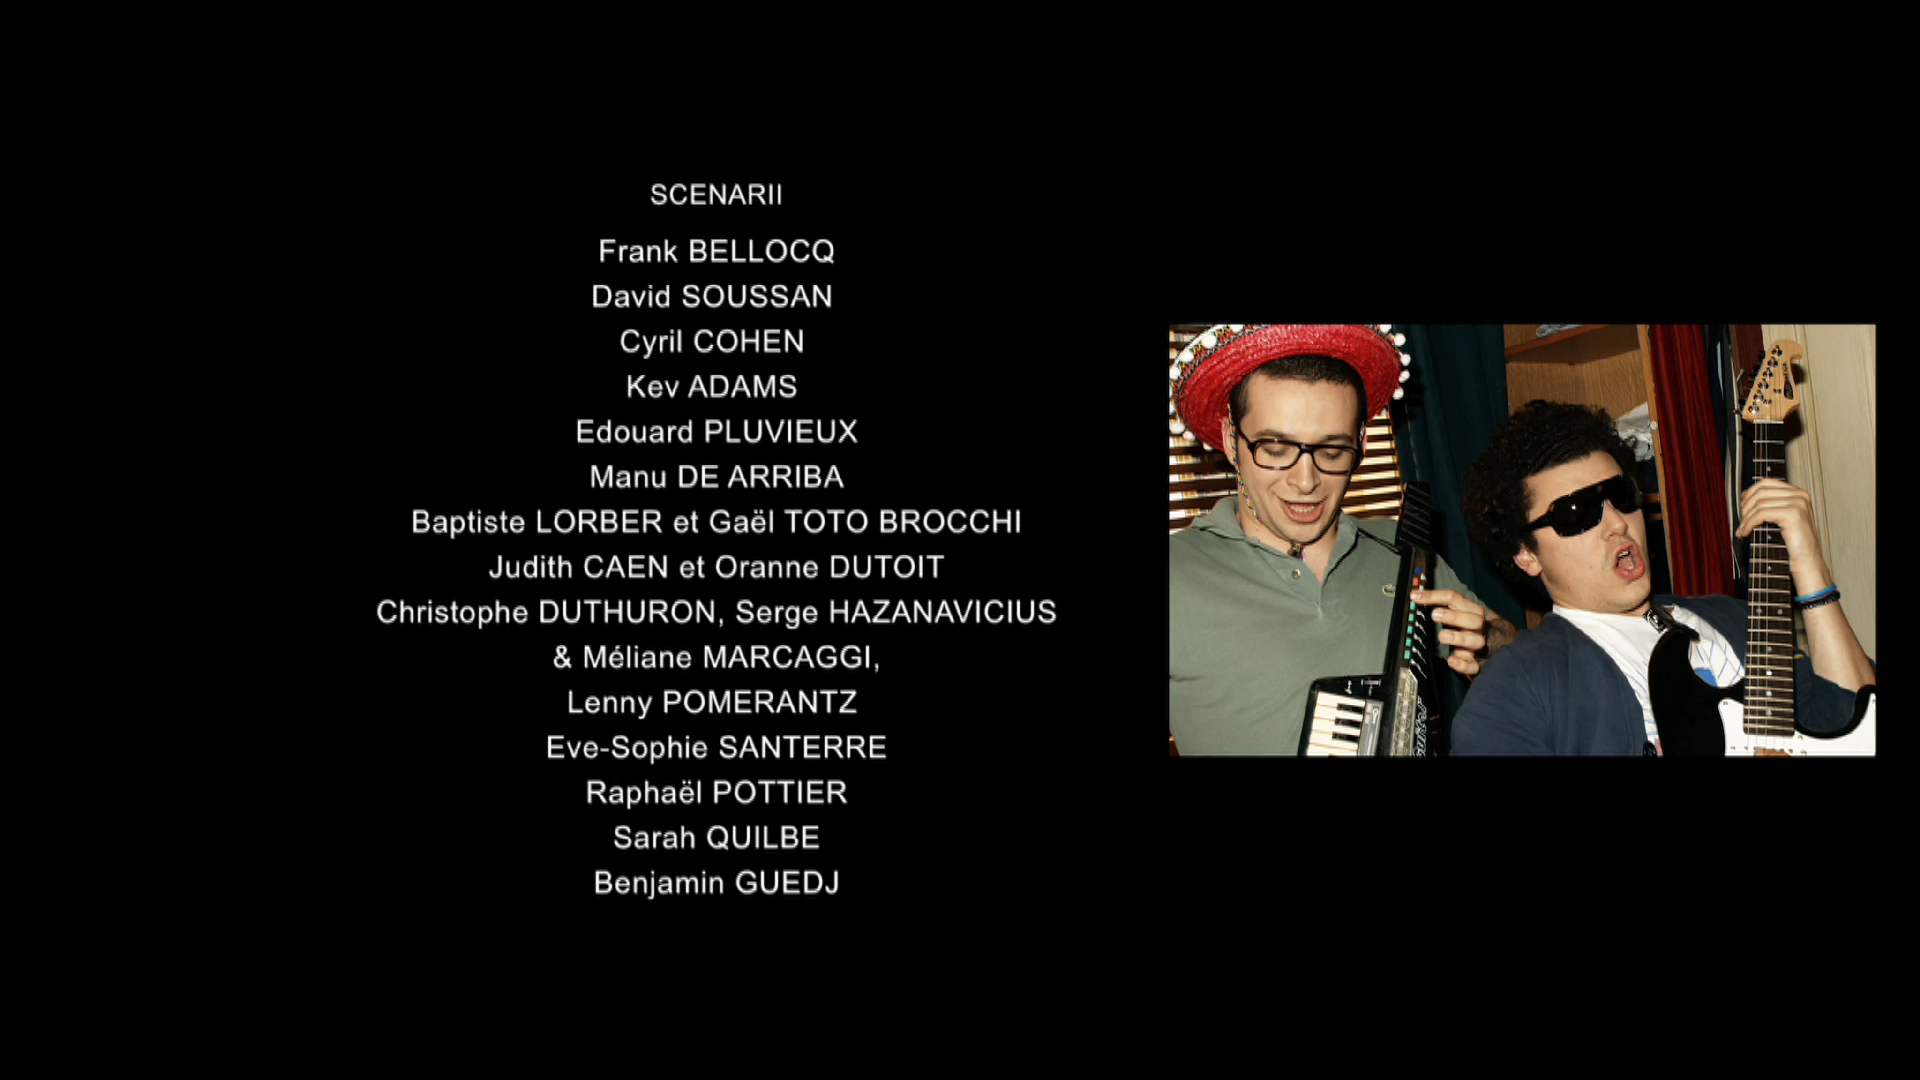 SCENARII
Frank BELLOCQ
David SOUSSAN
Cyril COHEN
Kev ADAMS
Edouard PLUVIEUX
Manu DE ARRIBA
Baptiste LORBER et Gaël TOTO BROCCHI
Judith CAEN et Oranne DUTOIT
Christophe DUTHURON, Serge HAZANAVICIUS
& Méliane MARCAGGI,
Lenny POMERANTZ
Eve-Sophie SANTERRE
Raphaël POTTIER
Sarah QUILBE
Benjamin GUEDJ